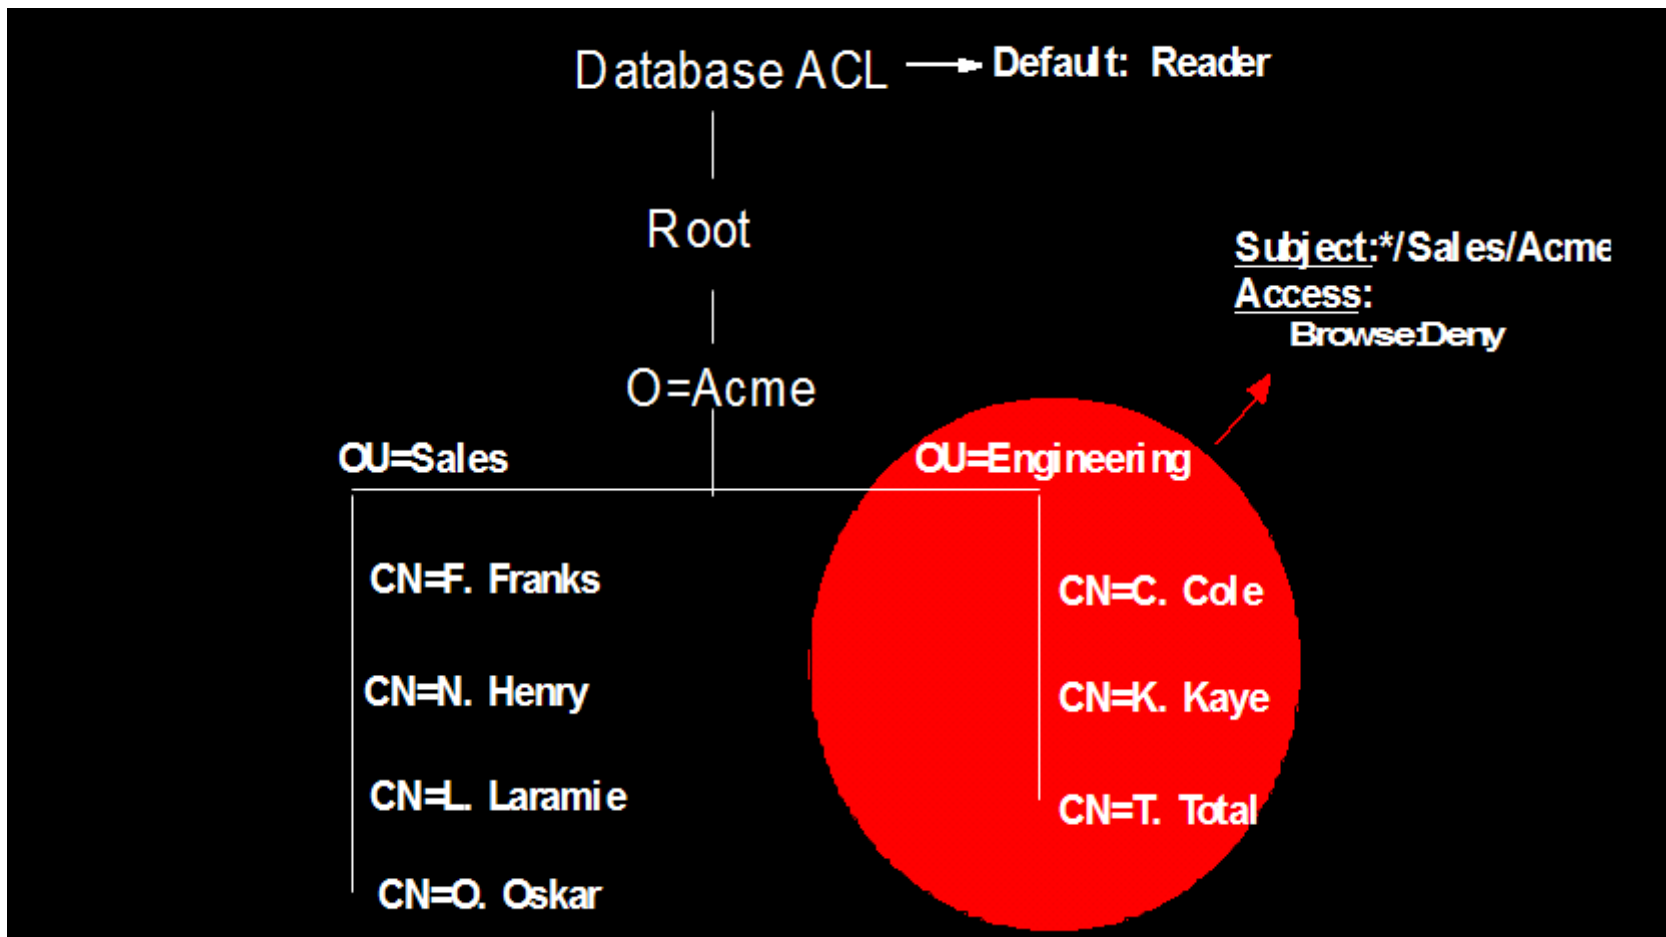 Database ACL
Default: Reader
Root
Subject:*/Sales/Acme
Access:
Browse:Deny
O=Acme
OU=Sales
OU=Engineering
CN=F. Franks
CN=C. Cole
CN=N. Henry
CN=K. Kaye
CN=L. Laramie
CN=T. Total
CN=O. Oskar